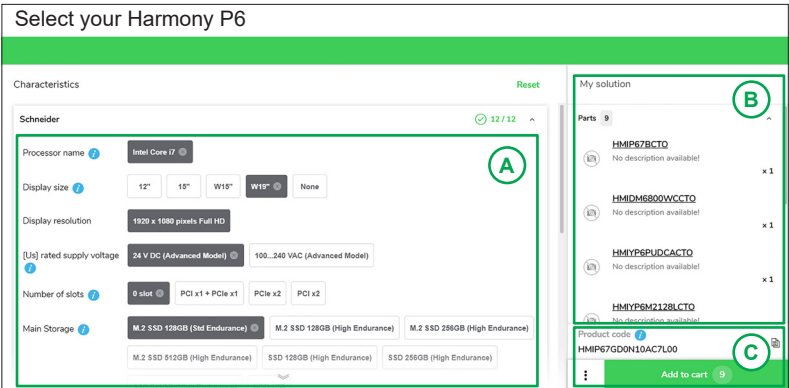 Select your Harmony P6
Characteristics
Reset
Schneider
12 / 12
A
Processor name
Intel Core i7
Display size
12" 15" W15" W19" None
Display resolution
1920 x 1080 pixels Full HD
[Us] rated supply voltage
24 V DC (Advanced Model) 100...240 VAC (Advanced Model)
Number of slots
0 slot PCI x1 + PCIe x1 PCIe x2 PCI x2
Main Storage
M.2 SSD 128GB (Std Endurance) M.2 SSD 128GB (High Endurance) M.2 SSD 256GB (High Endurance)
M.2 SSD 512GB (High Endurance) SSD 128GB (High Endurance) SSD 256GB (High Endurance)
My solution
B
Parts 9
HMIP67BCTO
No description available!
x 1
HMIDM6800WCCTO
No description available!
x 1
HMIYP6PUDCACTO
No description available!
x 1
HMIYP6M2128LCTO
No description available!
Product code
HMIP67GD0N10AC7L00
C
Add to cart 9